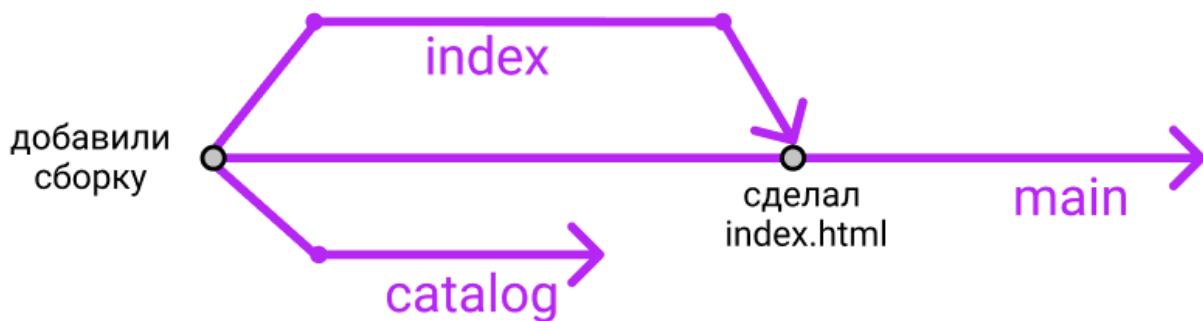 index
добавили
сборку
сделал
index.html
main
catalog